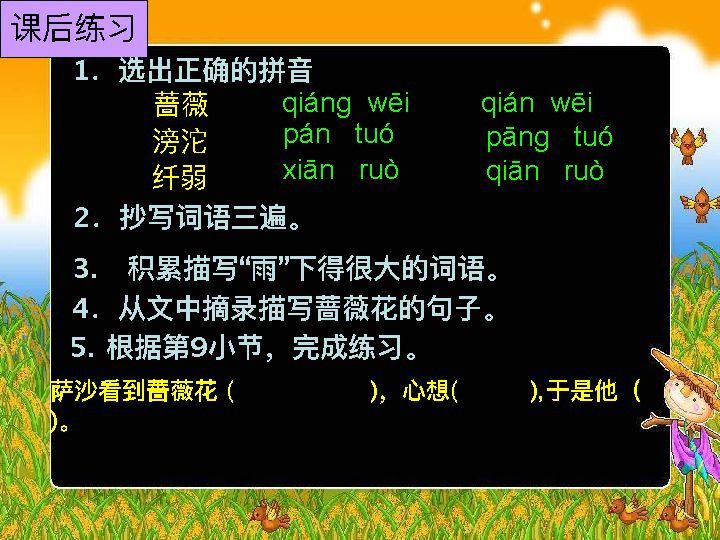 课后练习
1．选出正确的拼音
蔷薇 qiáng wēi qián wēi
滂沱 pán tuó pāng tuó
纤弱 xiān ruò qiān ruò
2．抄写词语三遍。
3. 积累描写“雨”下得很大的词语。
4．从文中摘录描写蔷薇花的句子。
5. 根据第9小节，完成练习。
萨沙看到蔷薇花（ )，心想( ),于是他（
)。